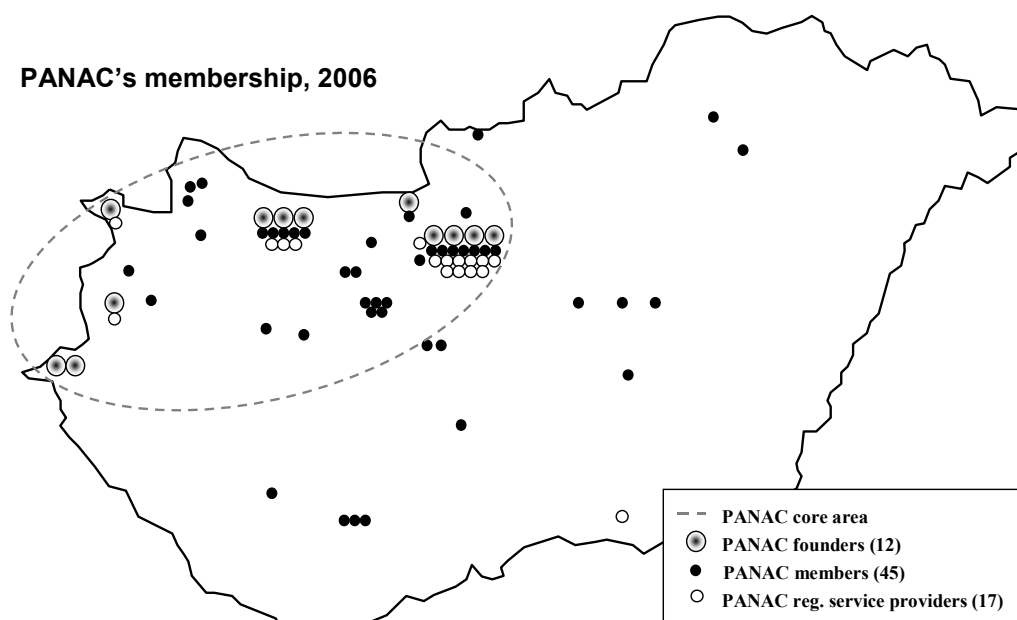 PANAC's membership, 2006
PANAC core area
PANAC founders (12)
PANAC members (45)
PANAC reg. service providers (17)